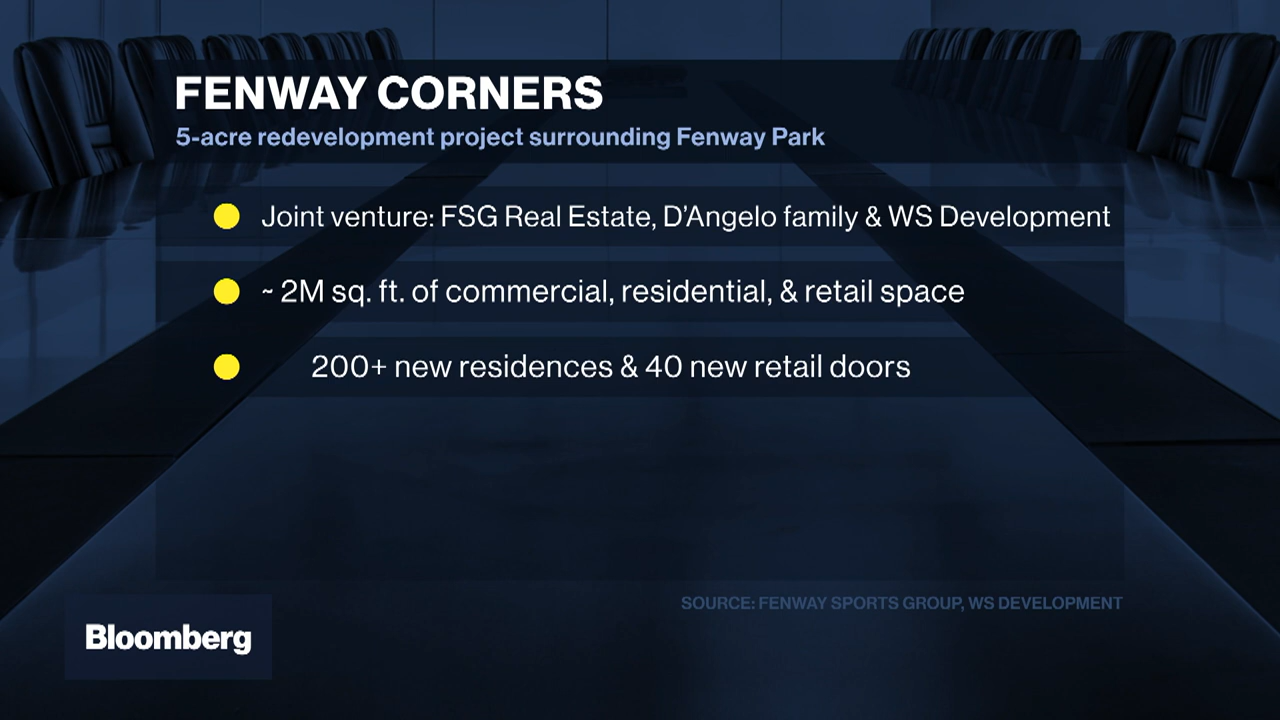 FENWAY CORNERS
5-acre redevelopment project surrounding Fenway Park
Joint venture: FSG Real Estate, D’Angelo family & WS Development
~ 2M sq. ft. of commercial, residential, & retail space
200+ new residences & 40 new retail doors
SOURCE: FENWAY SPORTS GROUP, WS DEVELOPMENT
Bloomberg